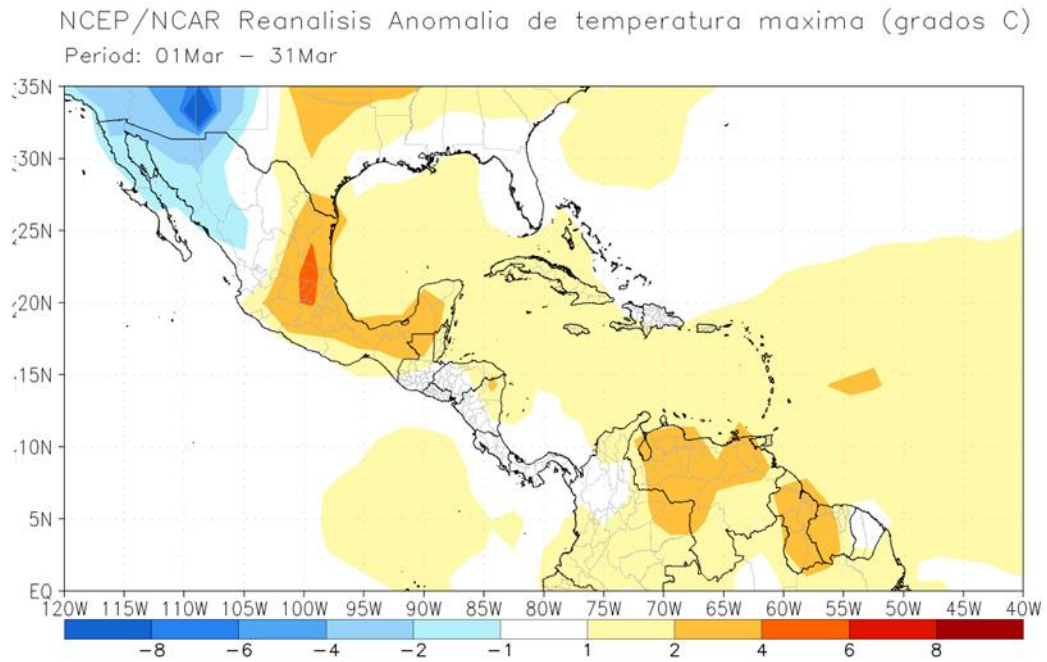 NCEP/NCAR Reanalisis Anomalia de temperatura maxima (grados C)
Period: 01Mar – 31Mar
35N
30N
25N
20N
15N
10N
5N
EQ
120W 115W 110W 105W 100W 95W 90W 85W 80W 75W 70W 65W 60W 55W 50W 45W 40W
-8 -6 -4 -2 -1 1 2 4 6 8